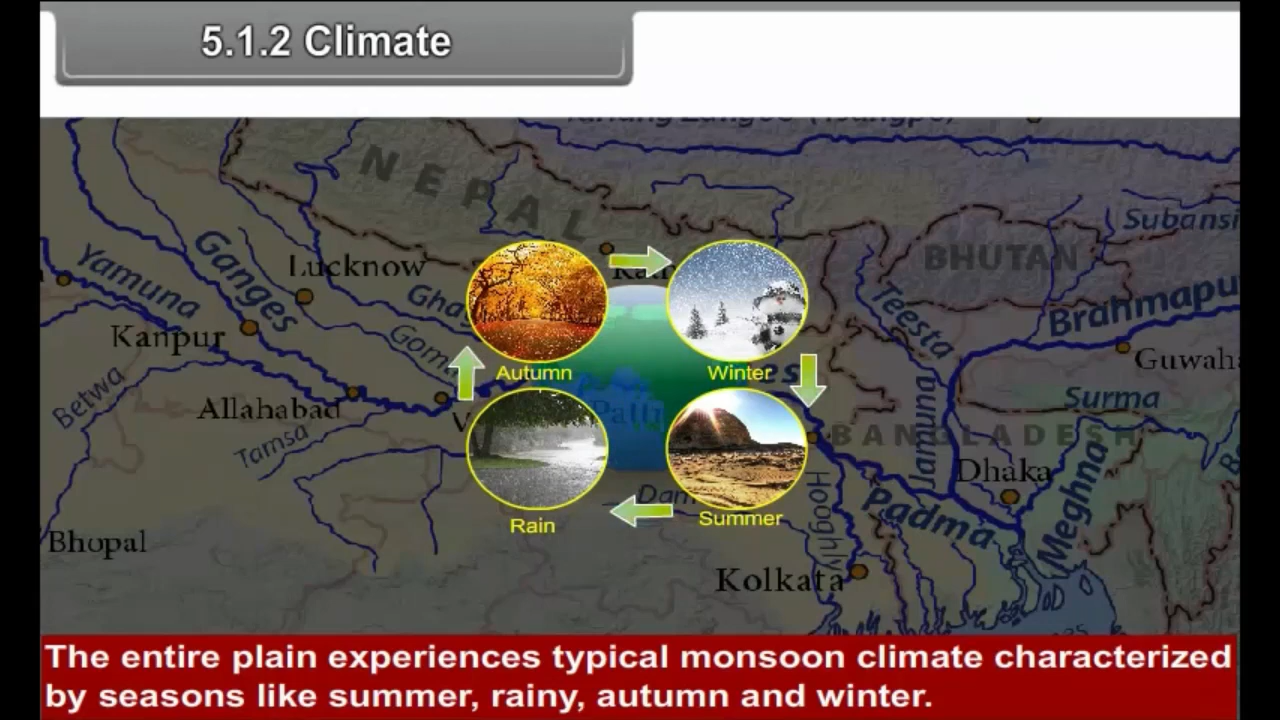 5.1.2 Climate
NEPAL
Subansi
BHUTAN
Yamuna
Ganges
Lucknow
Teesta
Brahmapu
Kanpur
Gomt
Guwaha
Autumn
Winter
Betwa
Allahabad
Surma
Tamsa
BANGLADESH
Jamuna
Dhaka
Meghna
Padma
Hooghly
Rain
Summer
Bhopal
Kolkata
The entire plain experiences typical monsoon climate characterized
by seasons like summer, rainy, autumn and winter.